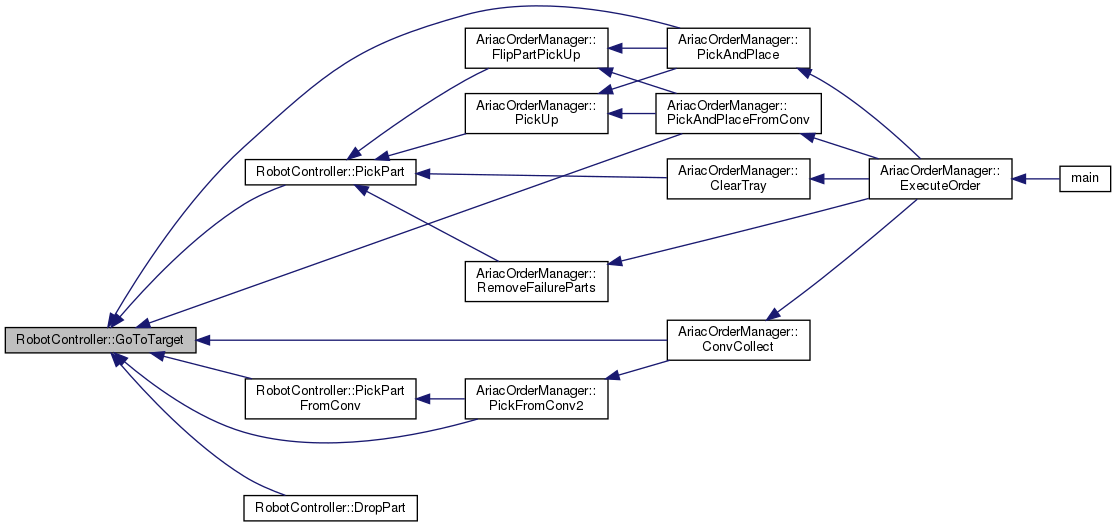 AriacOrderManager::
FlipPartPickUp
AriacOrderManager::
PickAndPlace
AriacOrderManager::
PickUp
AriacOrderManager::
PickAndPlaceFromConv
RobotController::PickPart
AriacOrderManager::
ClearTray
AriacOrderManager::
ExecuteOrder
main
AriacOrderManager::
RemoveFailureParts
RobotController::GoToTarget
AriacOrderManager::
ConvCollect
RobotController::PickPart
FromConv
AriacOrderManager::
PickFromConv2
RobotController::DropPart